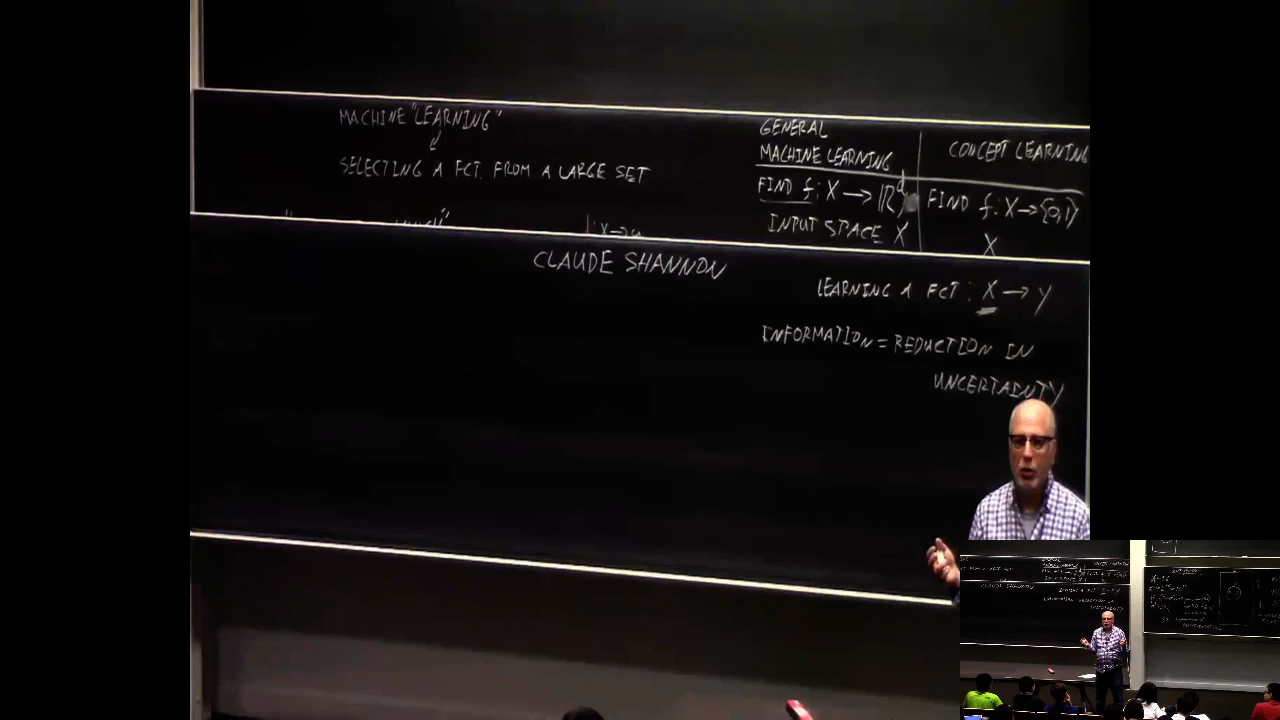 MACHINE "LEARNING"
SELECTING A FCT. FROM A LARGE SET
GENERAL
MACHINE LEARNING
FIND f: X → ℝᵈ
INPUT SPACE X
CONCEPT LEARNING
FIND f: X → {0,1}
X
CLAUDE SHANNON
LEARNING A FCT: X → Y
INFORMATION = REDUCTION IN
UNCERTAINTY